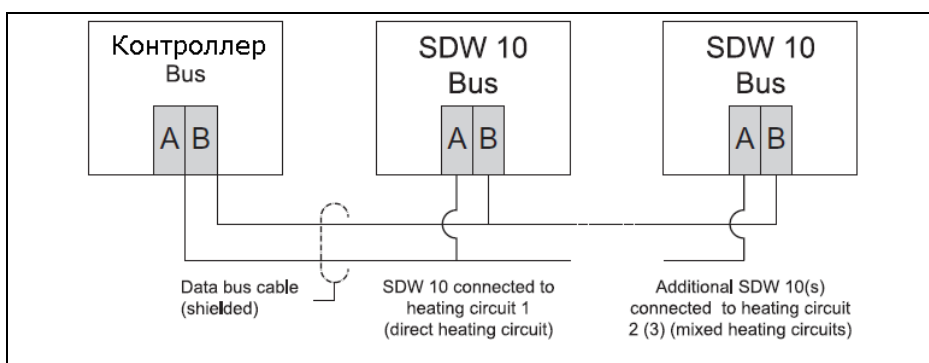 Контроллер
Bus
A B
SDW 10
Bus
A B
SDW 10
Bus
A B
Data bus cable
(shielded)
SDW 10 connected to
heating circuit 1
(direct heating circuit)
Additional SDW 10(s)
connected to heating circuit
2 (3) (mixed heating circuits)